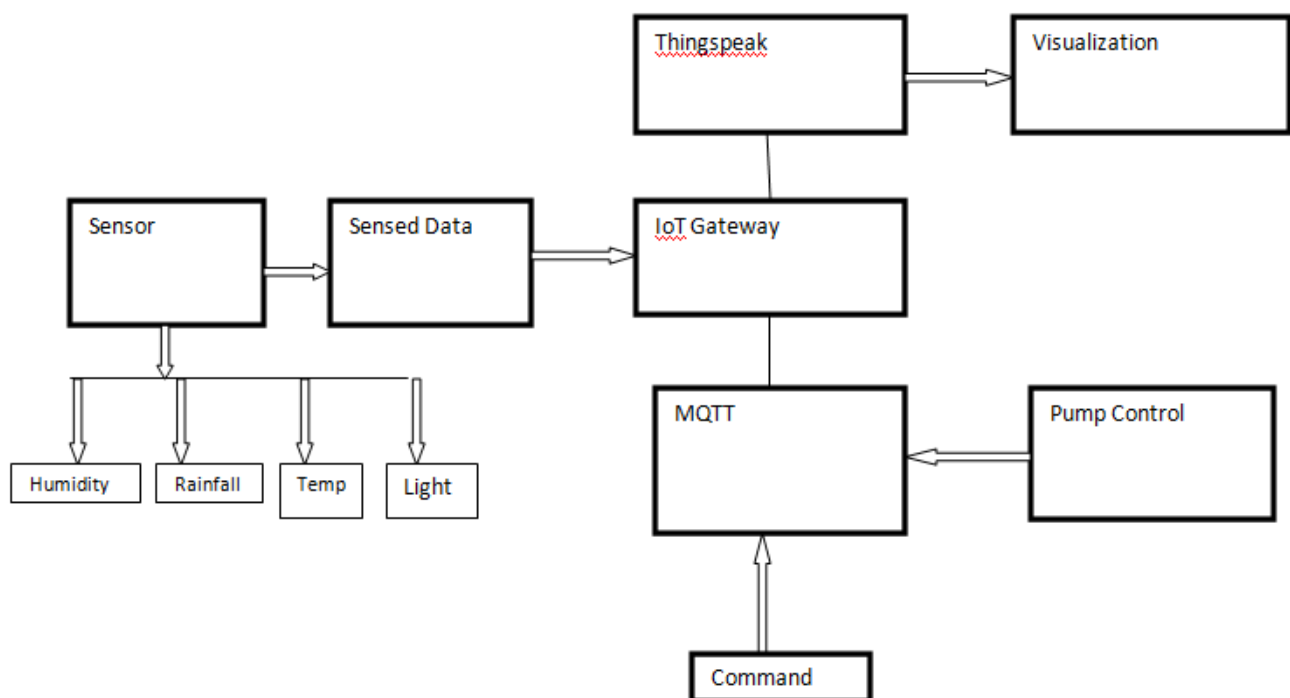 Thingspeak
Visualization
Sensor
Sensed Data
IoT Gateway
MQTT
Pump Control
Humidity
Rainfall
Temp
Light
Command